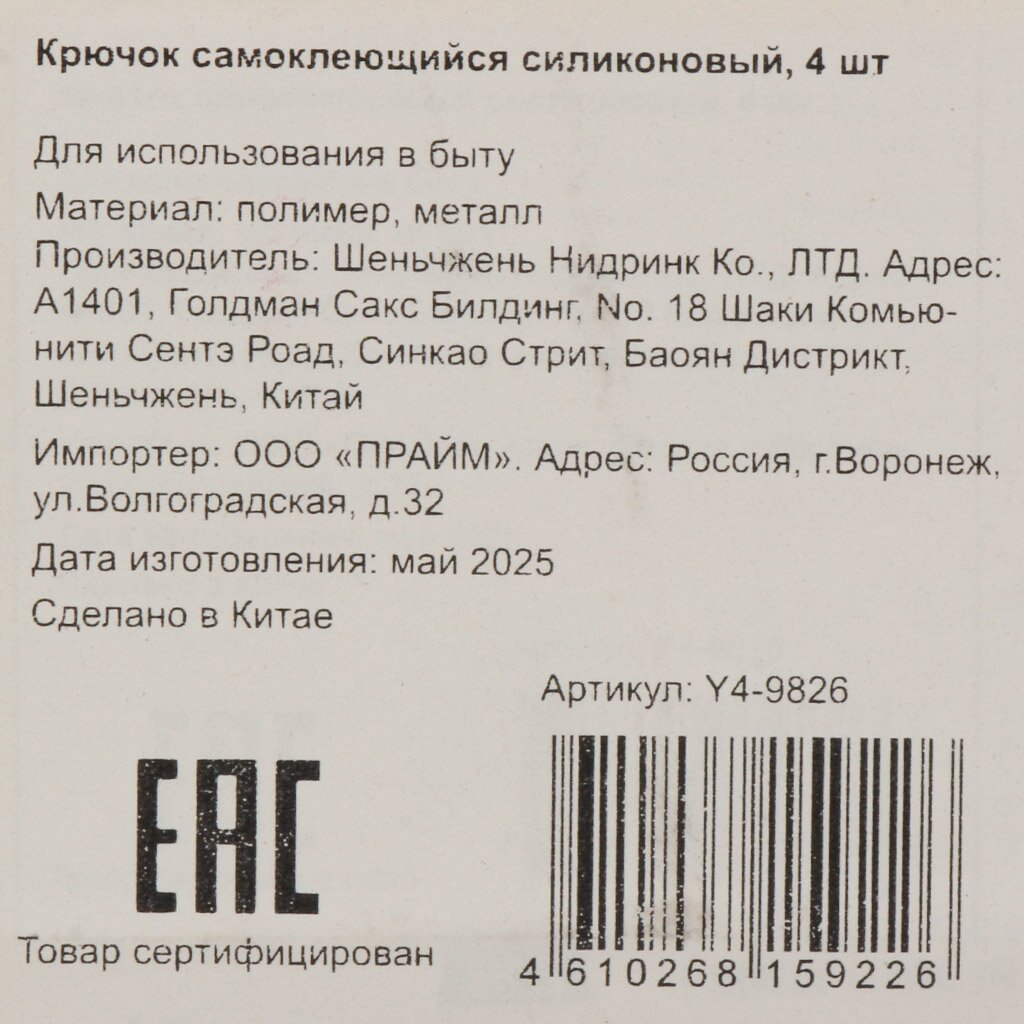 Крючок самоклеющийся силиконовый, 4 шт
Для использования в быту
Материал: полимер, металл
Производитель: Шеньчжень Нидринк Ко., ЛТД. Адрес:
А1401, Голдман Сакс Билдинг, No. 18 Шаки Комью-
нити Сентэ Роад, Синкао Стрит, Баоян Дистрикт,
Шеньчжень, Китай
Импортер: ООО «ПРАЙМ». Адрес: Россия, г.Воронеж,
ул.Волгоградская, д.32
Дата изготовления: май 2025
Сделано в Китае
Артикул: Y4-9826
EAC
Товар сертифицирован
4 610268 159226